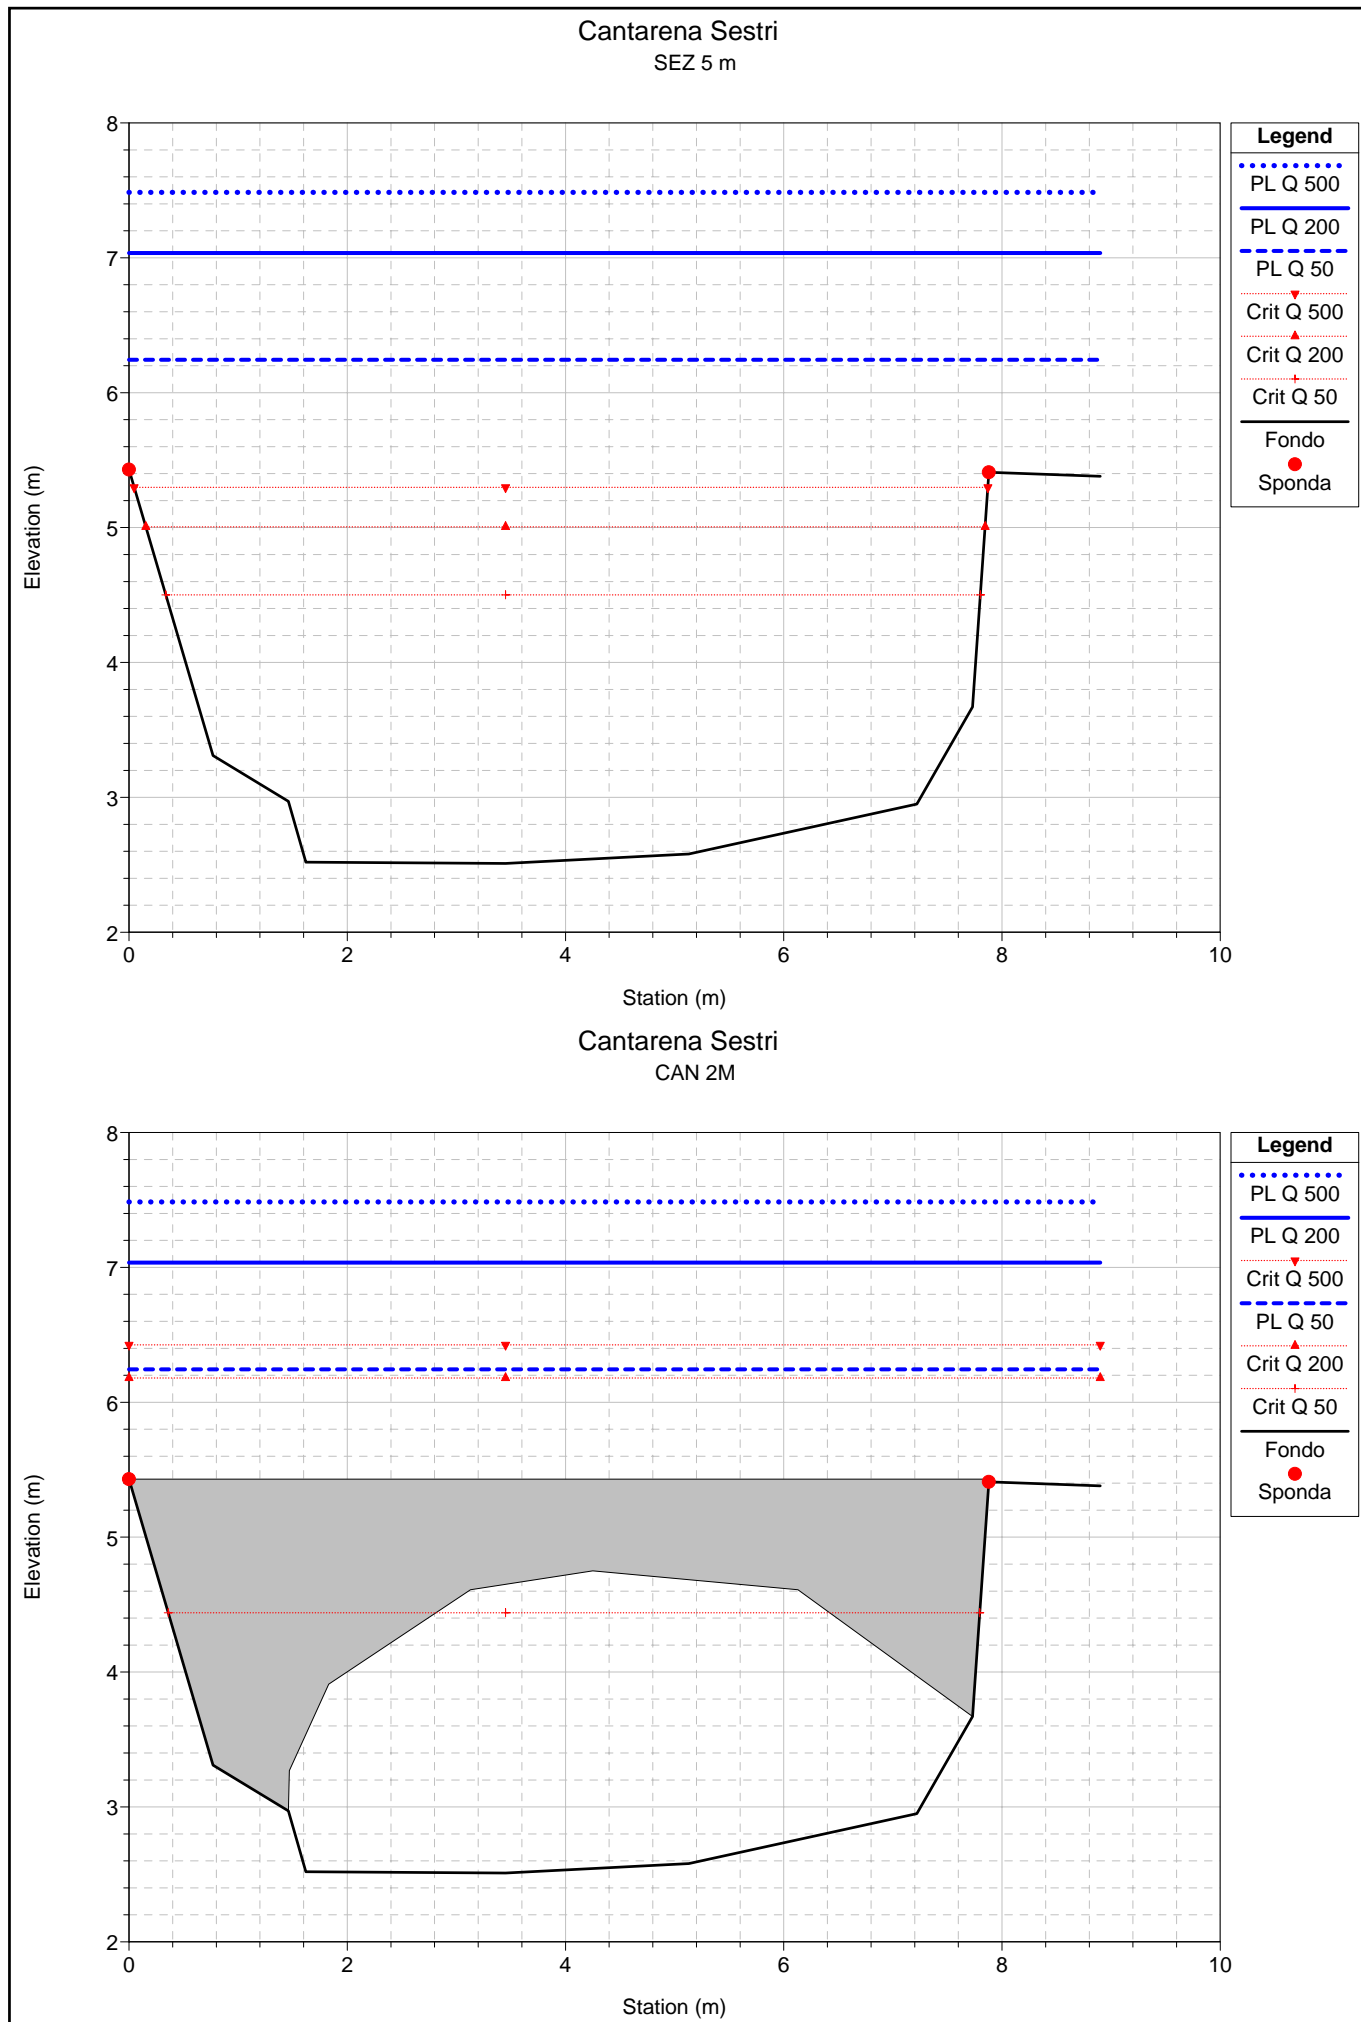 Cantarena Sestri
SEZ 5 m
8
7
6
5
4
3
2
0 2 4 6 8 10
Elevation (m)
Station (m)
Legend
PL Q 500
PL Q 200
PL Q 50
Crit Q 500
Crit Q 200
Crit Q 50
Fondo
Sponda
Cantarena Sestri
CAN 2M
8
7
6
5
4
3
2
0 2 4 6 8 10
Elevation (m)
Station (m)
Legend
PL Q 500
PL Q 200
Crit Q 500
PL Q 50
Crit Q 200
Crit Q 50
Fondo
Sponda